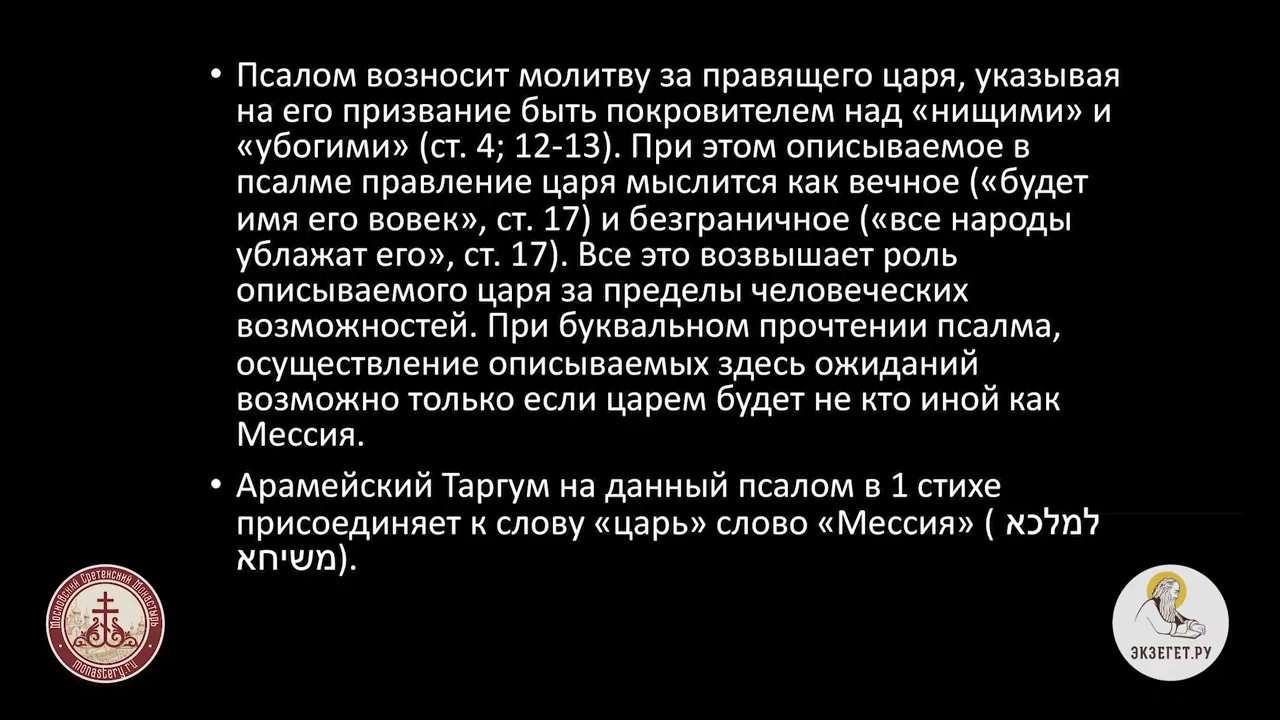 • Псалом возносит молитву за правящего царя, указывая
на его призвание быть покровителем над «нищими» и
«убогими» (ст. 4; 12-13). При этом описываемое в
псалме правление царя мыслится как вечное («будет
имя его вовек», ст. 17) и безграничное («все народы
ублажат его», ст. 17). Все это возвышает роль
описываемого царя за пределы человеческих
возможностей. При буквальном прочтении псалма,
осуществление описываемых здесь ожиданий
возможно только если царем будет не кто иной как
Мессия.
• Арамейский Таргум на данный псалом в 1 стихе
присоединяет к слову «царь» слово «Мессия» ( למלכא
משיחא).
Московский Сретенский Монастырь
monastery.ru
ЭКЗЕГЕТ.РУ